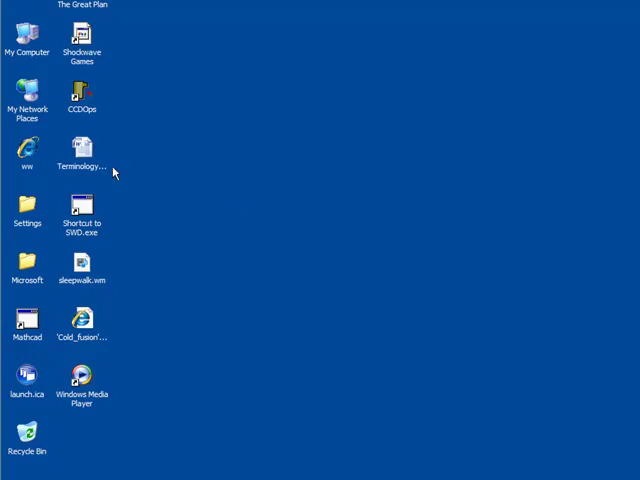 The Great Plan
My Computer
Shockwave
Games
My Network
Places
CCDOps
ww
Terminology...
Settings
Shortcut to
SWD.exe
Microsoft
sleepwalk.wm
Mathcad
'Cold_fusion'...
launch.ica
Windows Media
Player
Recycle Bin